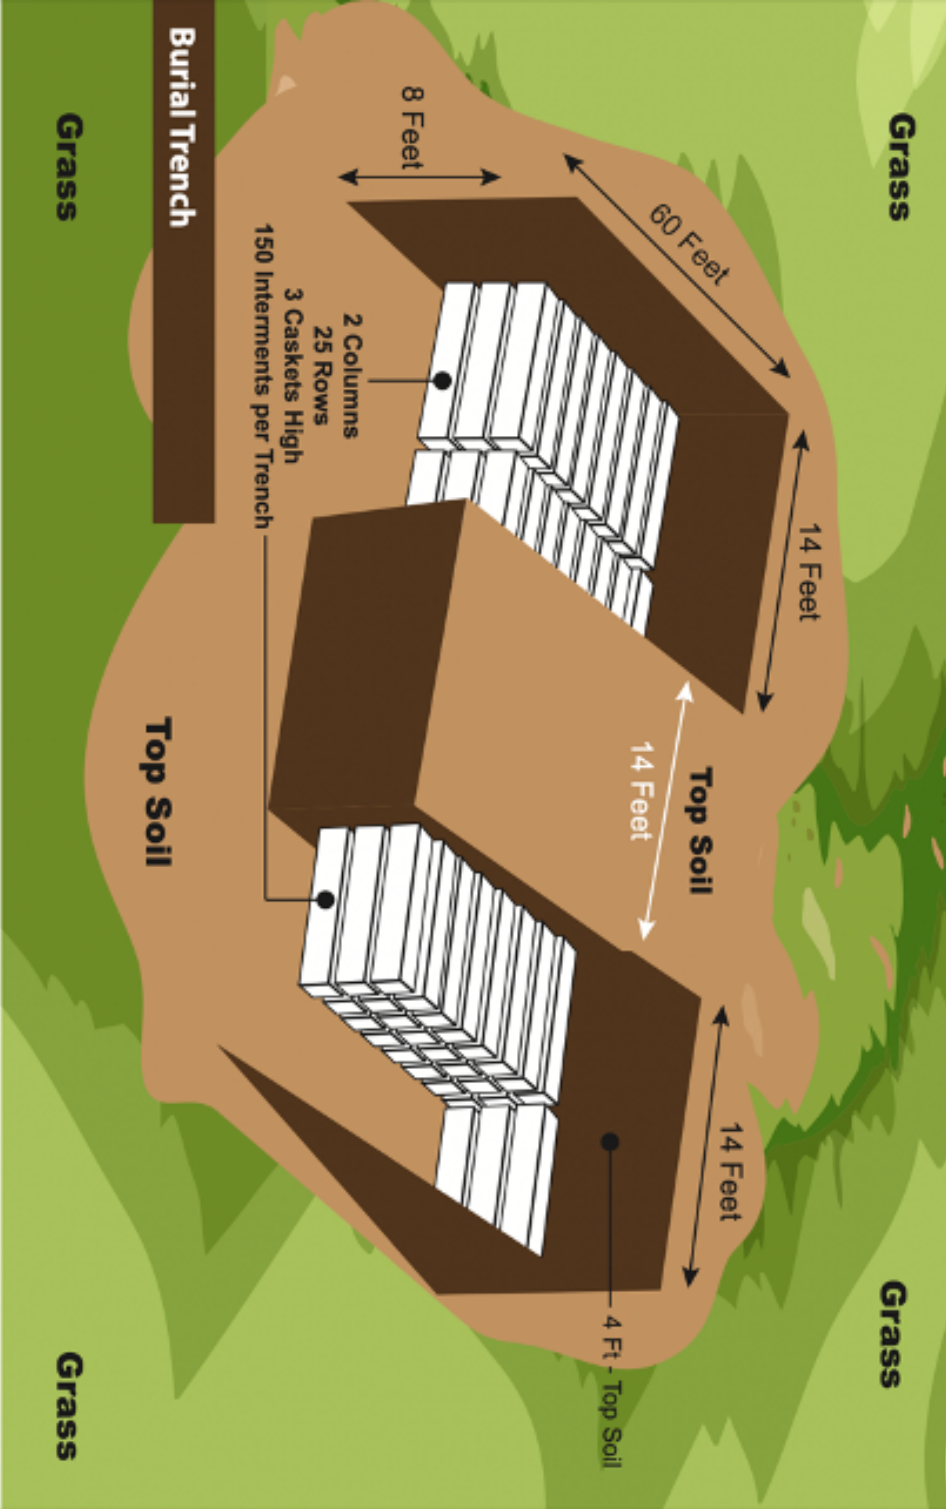 Grass
Grass
14 Feet
14 Feet
60 Feet
Top Soil
14 Feet
4 Ft - Top Soil
8 Feet
2 Columns
25 Rows
3 Caskets High
150 Interments per Trench
Burial Trench
Top Soil
Grass
Grass